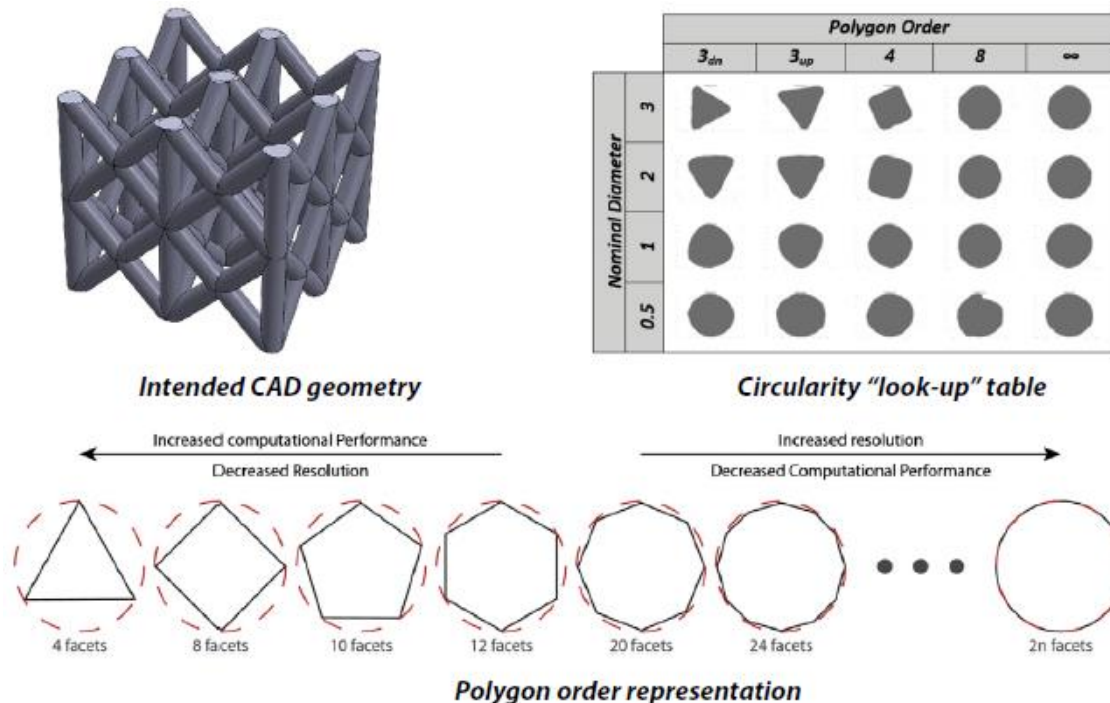 Polygon Order
3dn 3up 4 8 ∞
Nominal Diameter
3
2
1
0.5
Intended CAD geometry
Circularity “look-up” table
Increased computational Performance
Decreased Resolution
Increased resolution
Decreased Computational Performance
4 facets 8 facets 10 facets 12 facets 20 facets 24 facets 2n facets
Polygon order representation